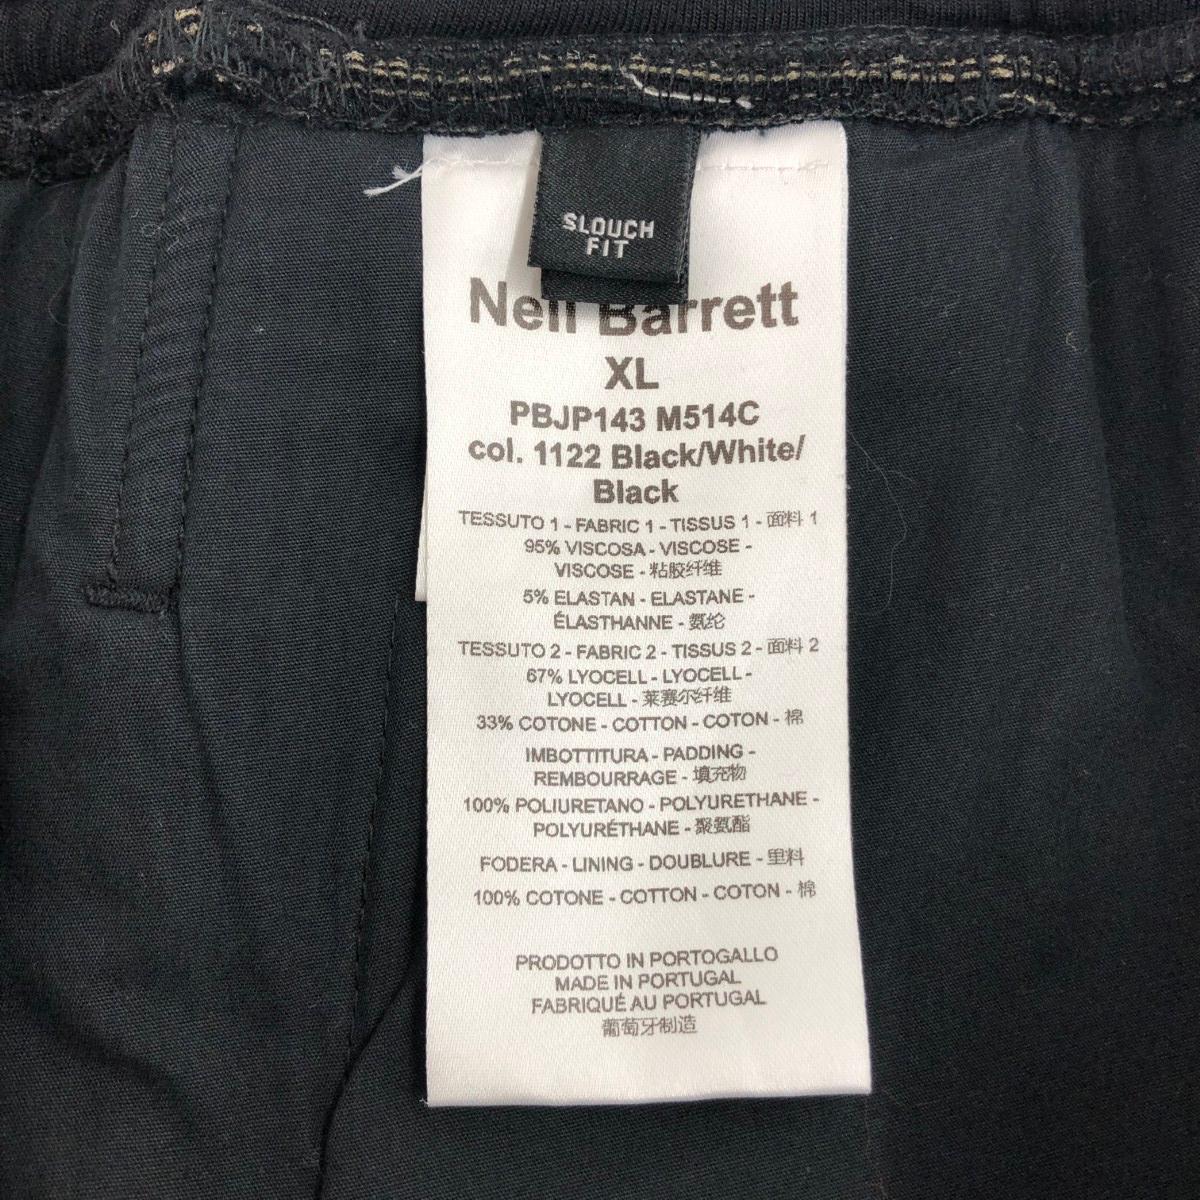 SLOUCH
FIT
Neil Barrett
XL
PBJP143 M514C
col. 1122 Black/White/
Black
TESSUTO 1 - FABRIC 1 - TISSUS 1 - 面料 1
95% VISCOSA - VISCOSE -
VISCOSE - 粘胶纤维
5% ELASTAN - ELASTANE -
ÉLASTHANNE - 氨纶
TESSUTO 2 - FABRIC 2 - TISSUS 2 - 面料 2
67% LYOCELL - LYOCELL -
LYOCELL - 莱赛尔纤维
33% COTONE - COTTON - COTON - 棉
IMBOTTITURA - PADDING -
REMBOURRAGE - 填充物
100% POLIURETANO - POLYURETHANE -
POLYURÉTHANE - 聚氨酯
FODERA - LINING - DOUBLURE - 里料
100% COTONE - COTTON - COTON - 棉
PRODOTTO IN PORTOGALLO
MADE IN PORTUGAL
FABRIQUÉ AU PORTUGAL
葡萄牙制造